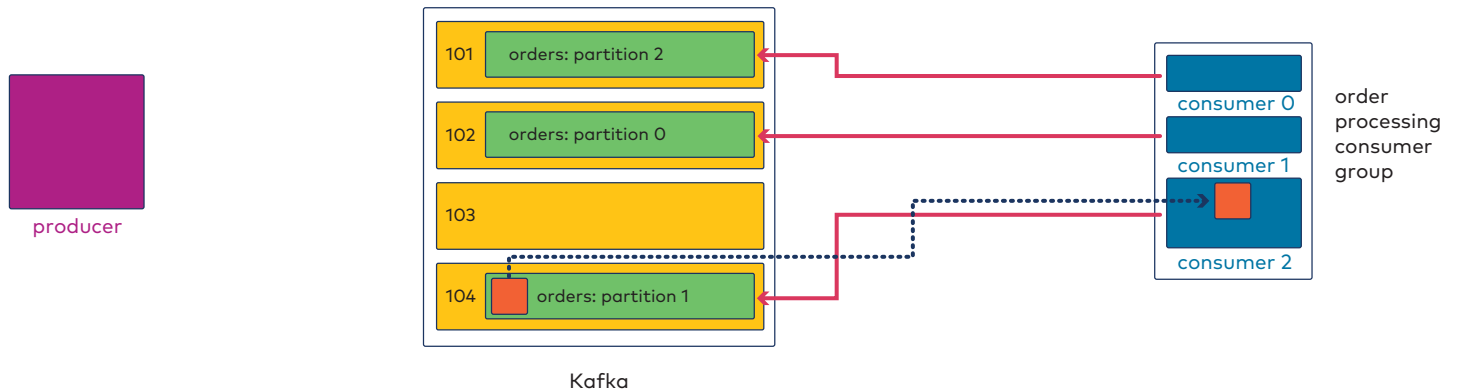 producer
101
orders: partition 2
102
orders: partition 0
103
104
orders: partition 1
Kafka
consumer 0
consumer 1
consumer 2
order
processing
consumer
group